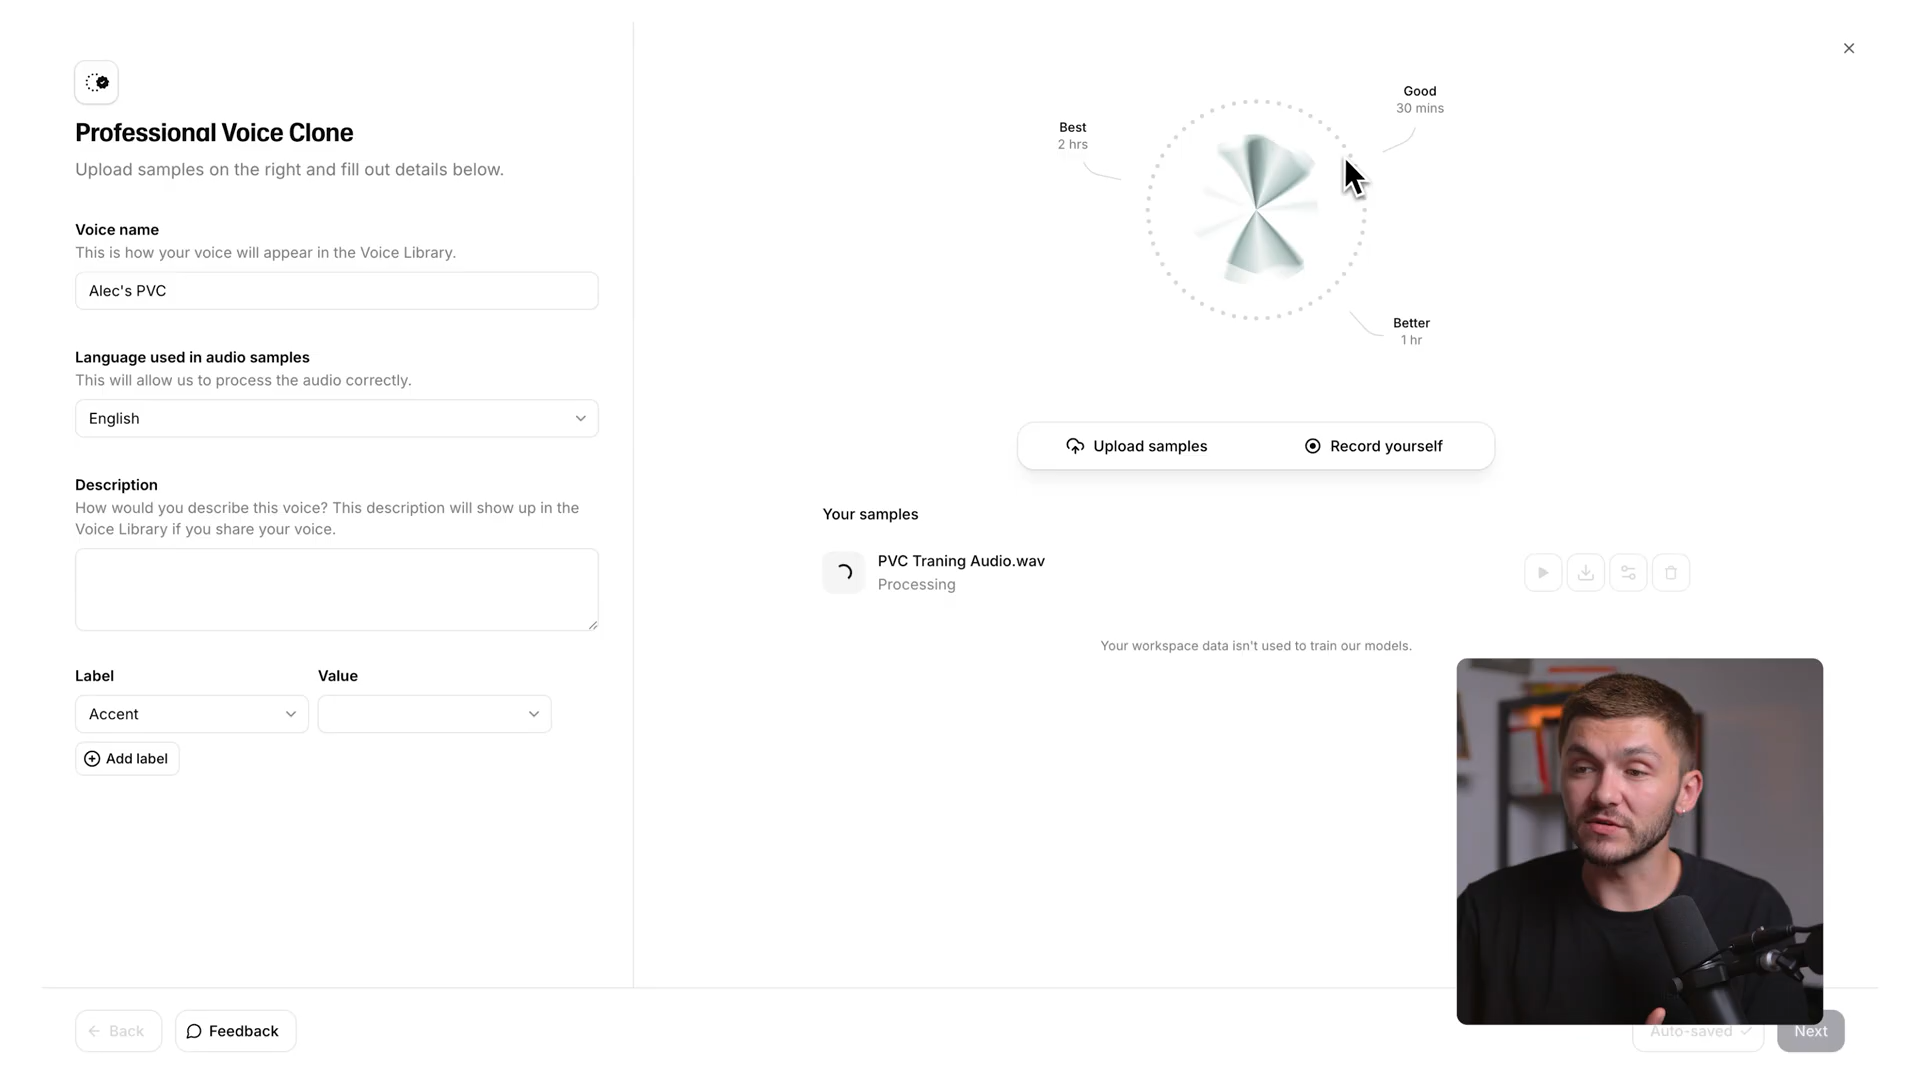 Professional Voice Clone
Upload samples on the right and fill out details below.
Voice name
This is how your voice will appear in the Voice Library.
Alec's PVC
Language used in audio samples
This will allow us to process the audio correctly.
English
Description
How would you describe this voice? This description will show up in the
Voice Library if you share your voice.
Label
Value
Accent
Add label
Back
Feedback
Good
30 mins
Best
2 hrs
Better
1 hr
Upload samples
Record yourself
Your samples
PVC Traning Audio.wav
Processing
Your workspace data isn't used to train our models.
Auto-saved
Next